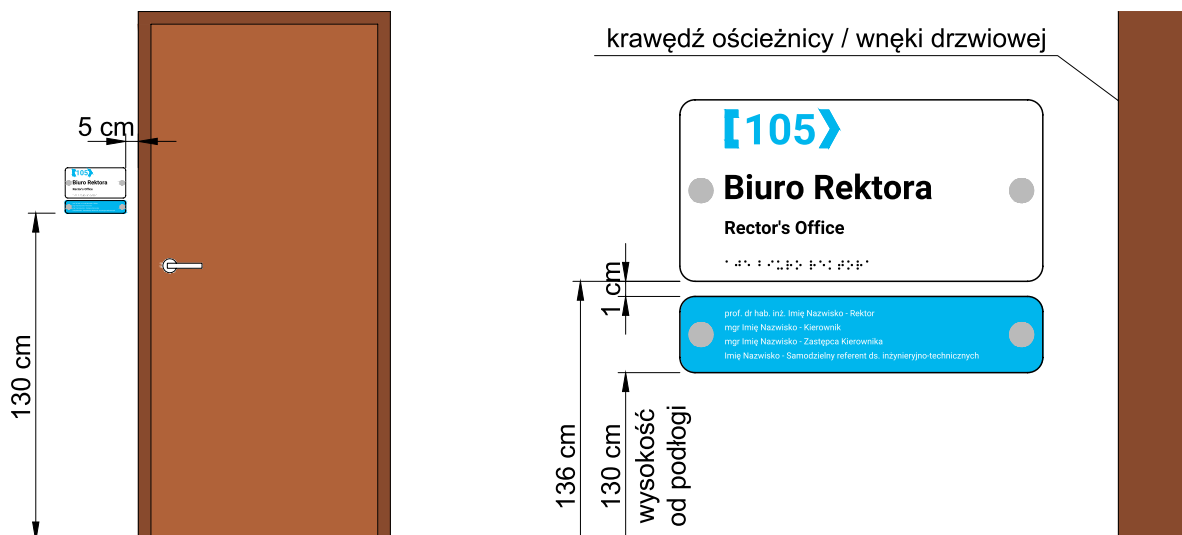 5 cm
[105⟩
Biuro Rektora
Rector's Office
130 cm
krawędź ościeżnicy / wnęki drzwiowej
[105⟩
Biuro Rektora
Rector's Office
1 cm
prof. dr hab. inż. Imię Nazwisko - Rektor
mgr Imię Nazwisko - Kierownik
mgr Imię Nazwisko - Zastępca Kierownika
Imię Nazwisko - Samodzielny referent ds. inżynieryjno-technicznych
136 cm
130 cm
wysokość
od podłogi